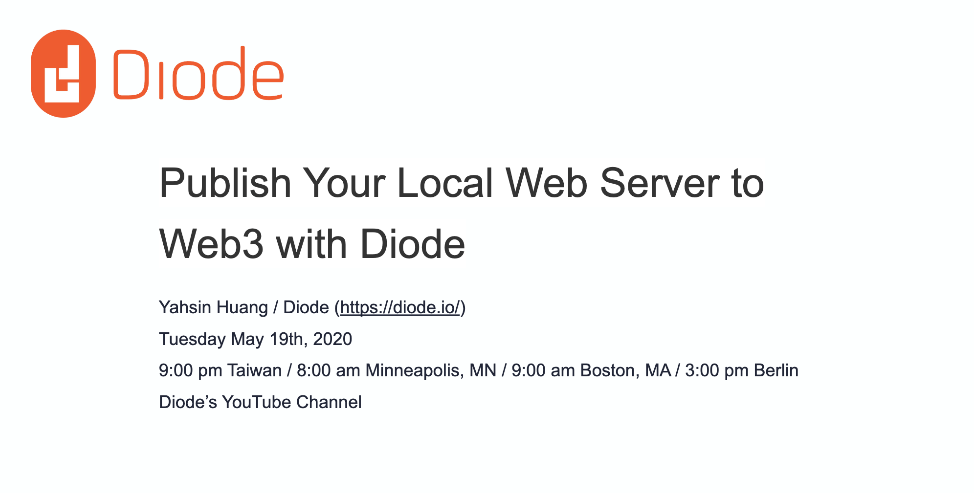 Diode
Publish Your Local Web Server to
Web3 with Diode
Yahsin Huang / Diode (https://diode.io/)
Tuesday May 19th, 2020
9:00 pm Taiwan / 8:00 am Minneapolis, MN / 9:00 am Boston, MA / 3:00 pm Berlin
Diode’s YouTube Channel